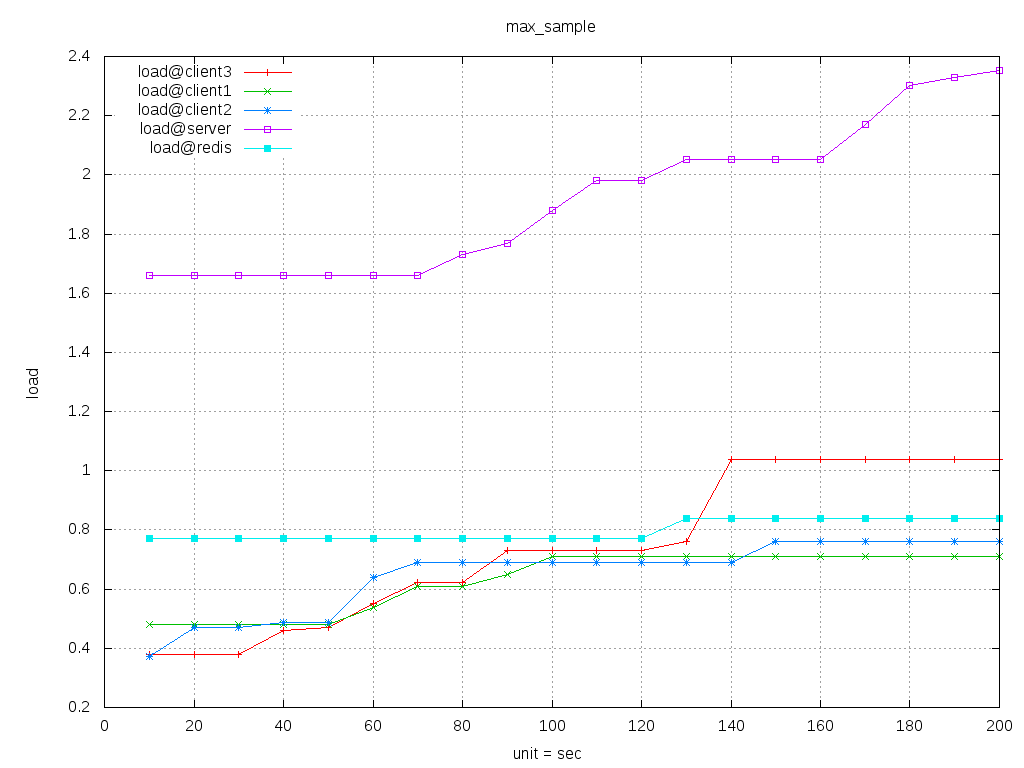 max_sample
load@client3
load@client1
load@client2
load@server
load@redis
2.4
2.2
2
1.8
1.6
1.4
1.2
1
0.8
0.6
0.4
0.2
load
0 20 40 60 80 100 120 140 160 180 200
unit = sec